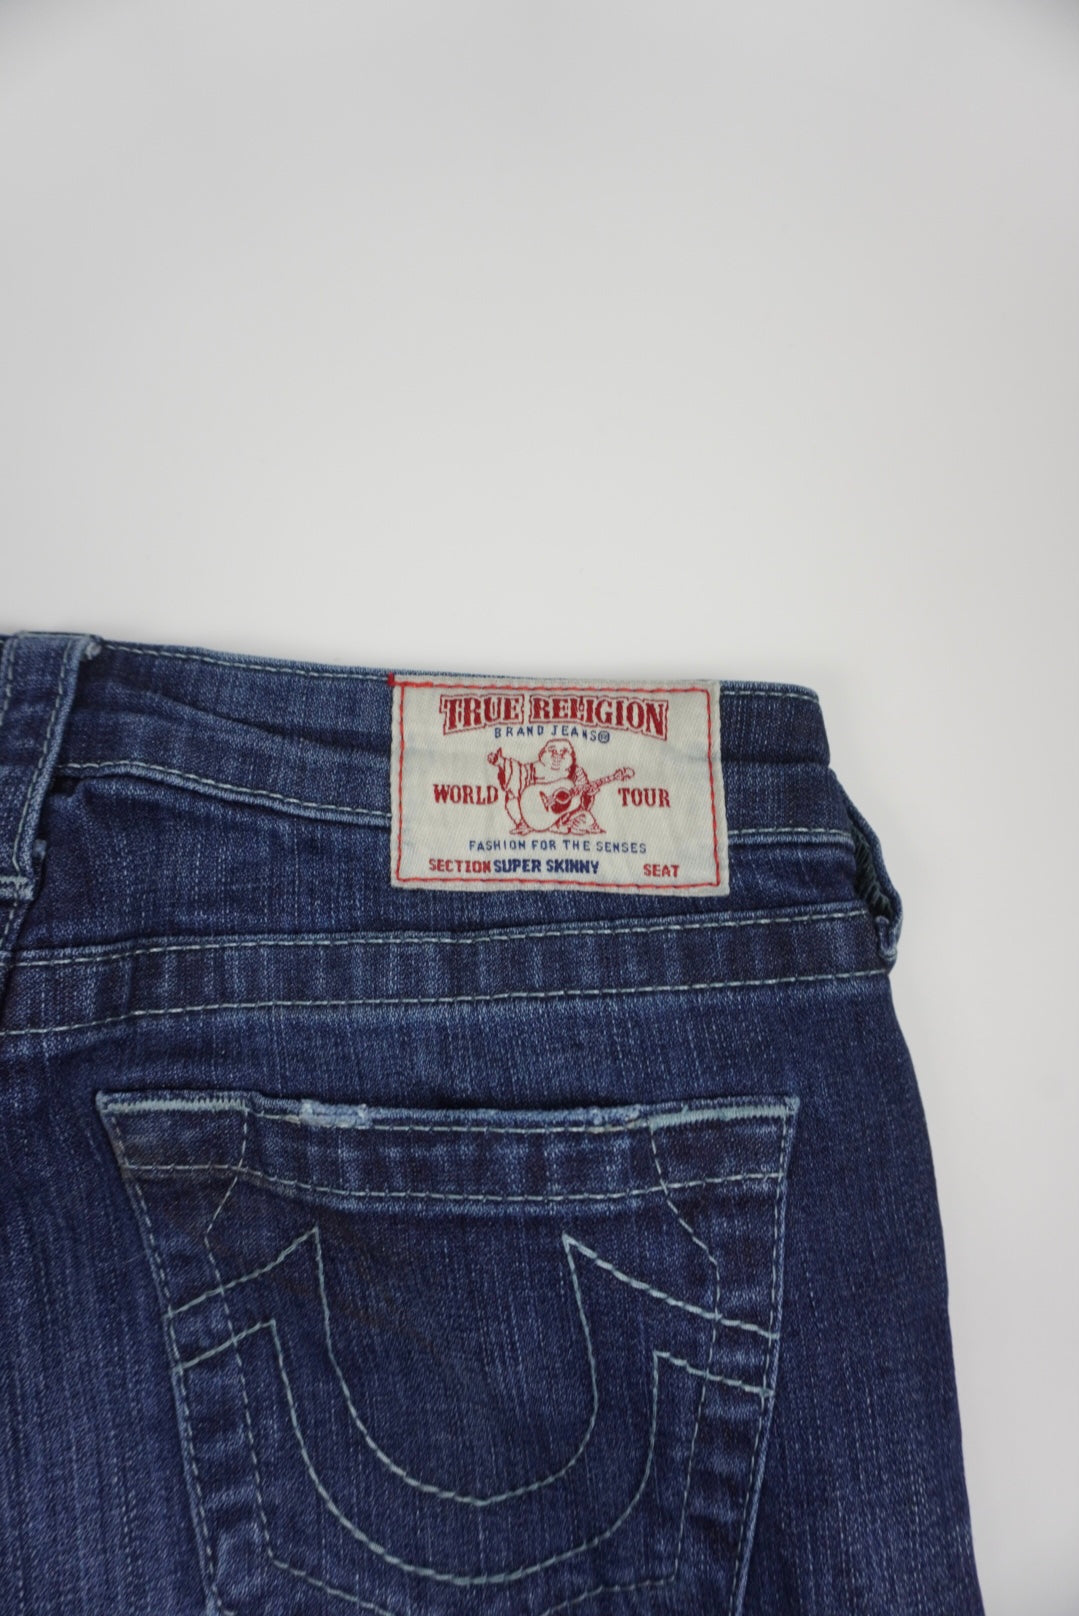 TRUE RELIGION
BRAND JEANS®
WORLD TOUR
FASHION FOR THE SENSES
SECTION SUPER SKINNY SEAT